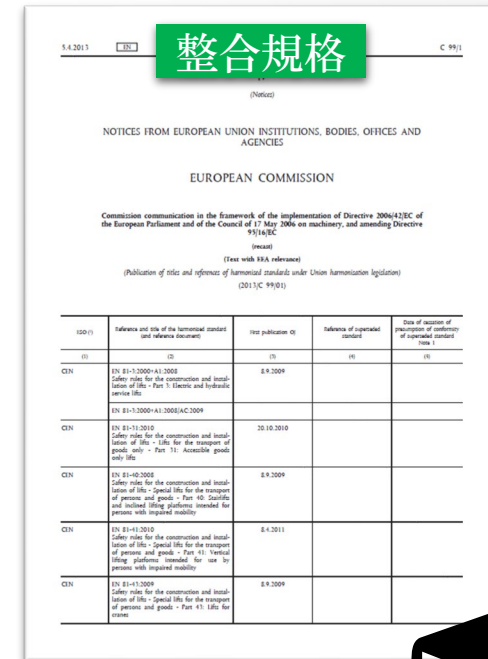 5.4.2013
EN
整合規格
C 99/1
(Notices)
NOTICES FROM EUROPEAN UNION INSTITUTIONS, BODIES, OFFICES AND
AGENCIES
EUROPEAN COMMISSION
Commission communication in the framework of the implementation of Directive 2006/42/EC of
the European Parliament and of the Council of 17 May 2006 on machinery, and amending Directive
95/16/EC
(recast)
(Text with EEA relevance)
(Publication of titles and references of harmonised standards under Union harmonisation legislation)
(2013/C 99/01)
ESO (¹)
Reference and title of the harmonised standard
(and reference document)
First publication OJ
Reference of superseded
standard
Date of cessation of
presumption of conformity
of superseded standard
Note 1
(1)
(2)
(3)
(4)
(5)
CEN
EN 81-3:2000+A1:2008
Safety rules for the construction and instal-
lation of lifts - Part 3: Electric and hydraulic
service lifts
8.9.2009
EN 81-3:2000+A1:2008/AC:2009
CEN
EN 81-31:2010
Safety rules for the construction and instal-
lation of lifts - Lifts for the transport of
goods only - Part 31: Accessible goods
only lifts
20.10.2010
CEN
EN 81-40:2008
Safety rules for the construction and instal-
lation of lifts - Special lifts for the transport
of persons and goods - Part 40: Stairlifts
and inclined lifting platforms intended for
persons with impaired mobility
8.9.2009
CEN
EN 81-41:2010
Safety rules for the construction and instal-
lation of lifts - Special lifts for the transport
of persons and goods - Part 41: Vertical
lifting platforms intended for use by
persons with impaired mobility
8.4.2011
CEN
EN 81-43:2009
Safety rules for the construction and instal-
lation of lifts - Special lifts for the transport
of persons and goods - Part 43: Lifts for
cranes
8.9.2009